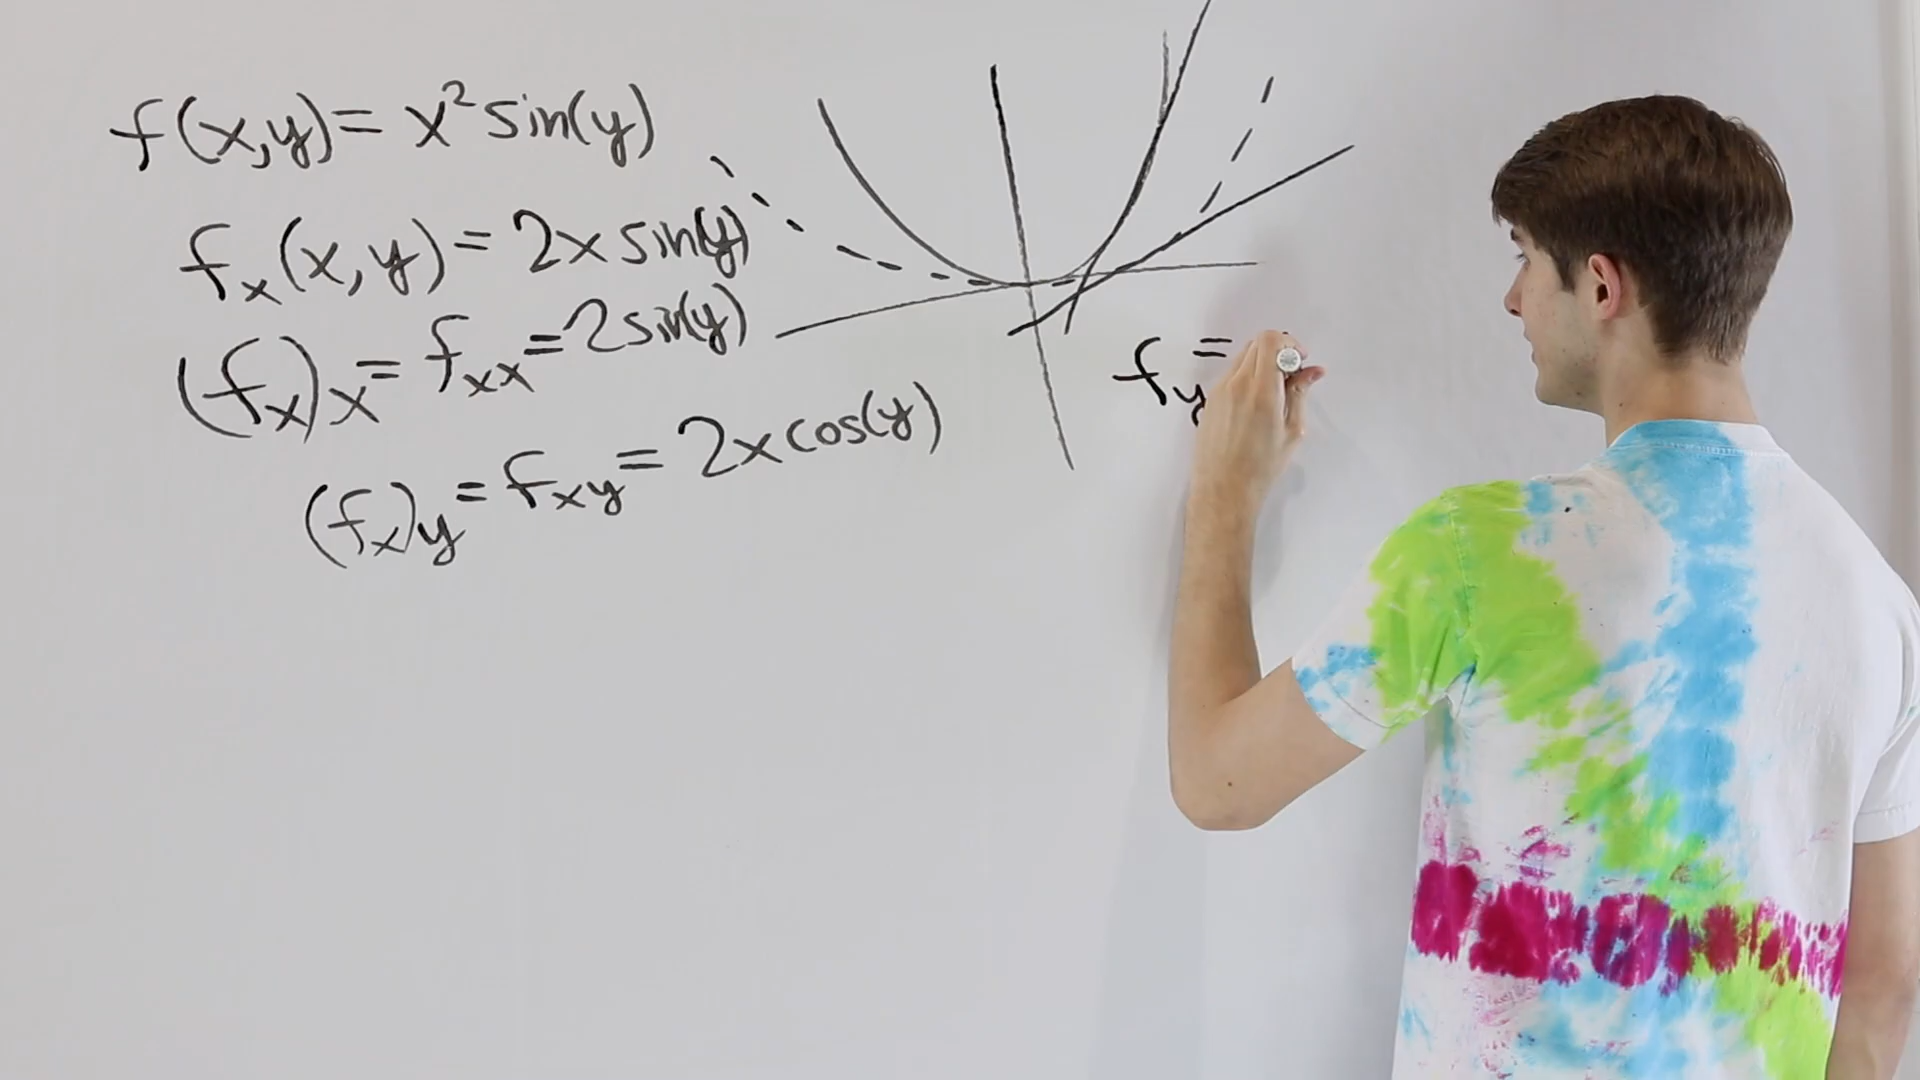 f(x,y)= x² sin(y)
fₓ(x,y)= 2x sin(y)
(fₓ)ₓ= fₓₓ= 2sin(y)
(fₓ)y = fxy = 2x cos(y)
fy =